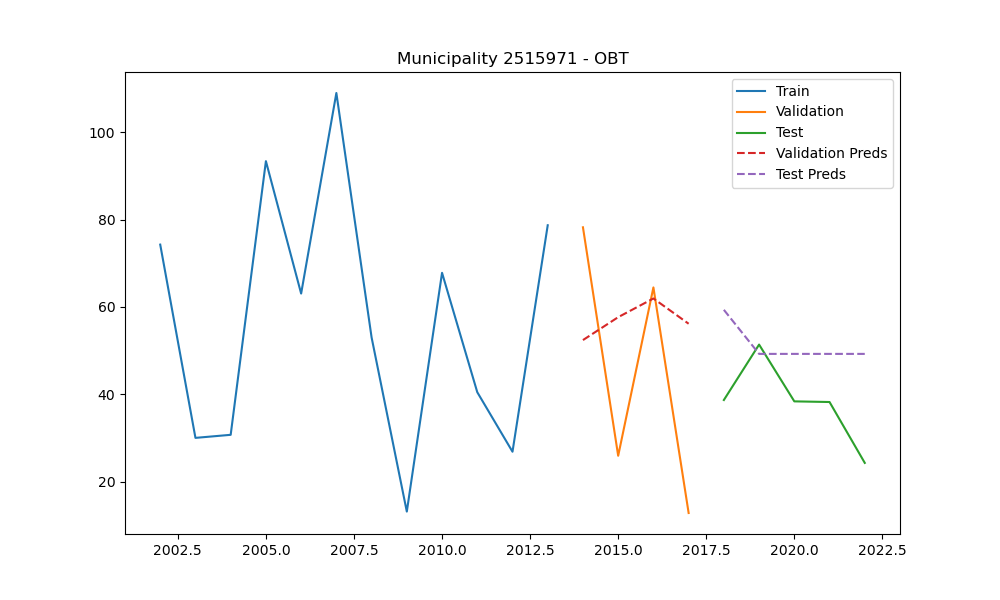 Municipality 2515971 - OBT
Train
Validation
Test
Validation Preds
Test Preds
100
80
60
40
20
2002.5 2005.0 2007.5 2010.0 2012.5 2015.0 2017.5 2020.0 2022.5